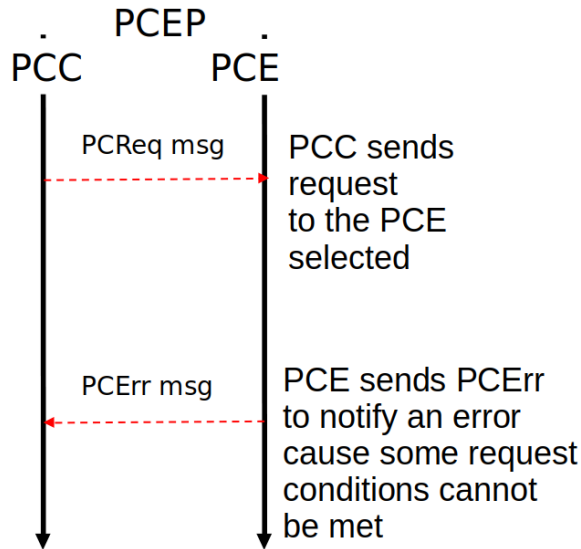 PCEP
PCC
PCE
PCReq msg
PCC sends
request
to the PCE
selected
PCErr msg
PCE sends PCErr
to notify an error
cause some request
conditions cannot
be met